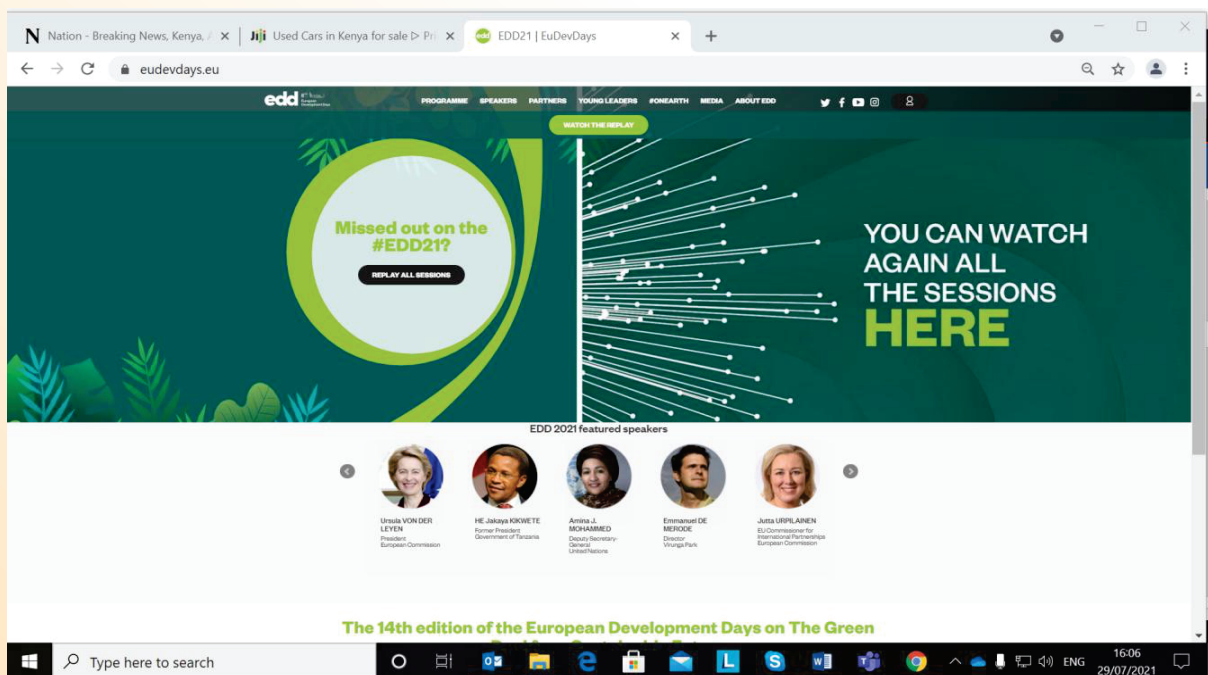 N Nation - Breaking News, Kenya, A
Jiji Used Cars in Kenya for sale ▷ Pri
edd EDD21 | EuDevDays
eudevdays.eu
edd European
PROGRAMME SPEAKERS PARTNERS YOUNG LEADERS #ONEARTH MEDIA ABOUT EDD
WATCH THE REPLAY
Missed out on the
#EDD21?
REPLAY ALL SESSIONS
YOU CAN WATCH
AGAIN ALL
THE SESSIONS
HERE
EDD 2021 featured speakers
Ursula VON DER
LEYEN
President
European Commission
HE Jakaya KIKWETE
Former President
Government of Tanzania
Amina J.
MOHAMMED
Deputy Secretary-
General
United Nations
Emmanuel DE
MERODE
Director
Virunga Park
Jutta URPILAINEN
EU Commissioner for
International Partnerships
European Commission
The 14th edition of the European Development Days on The Green
Type here to search
ENG
16:06
29/07/2021